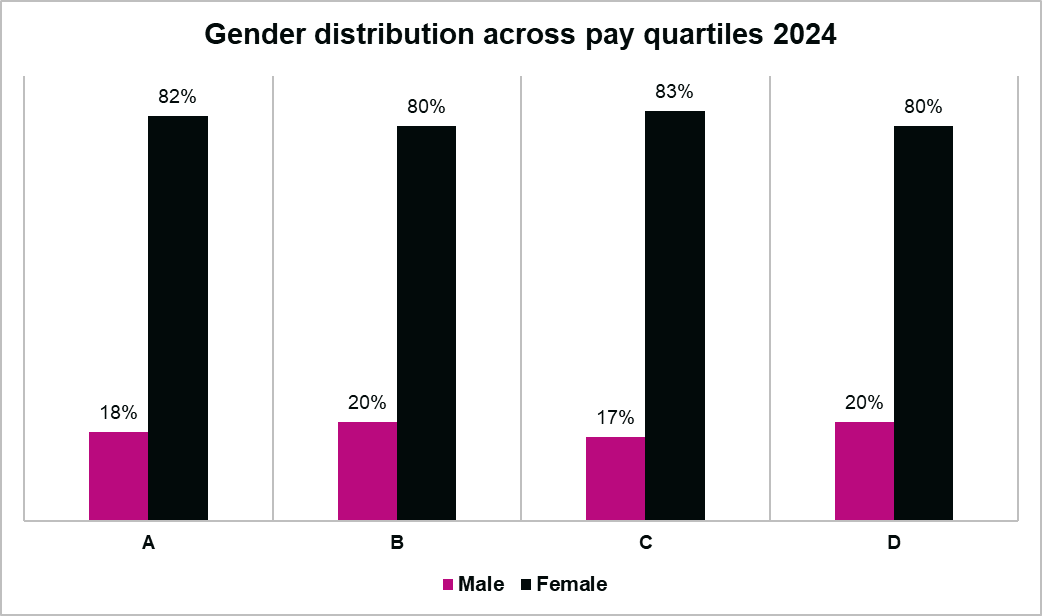 Gender distribution across pay quartiles 2024
82% 80% 83% 80%
18% 20% 17% 20%
A B C D
Male Female